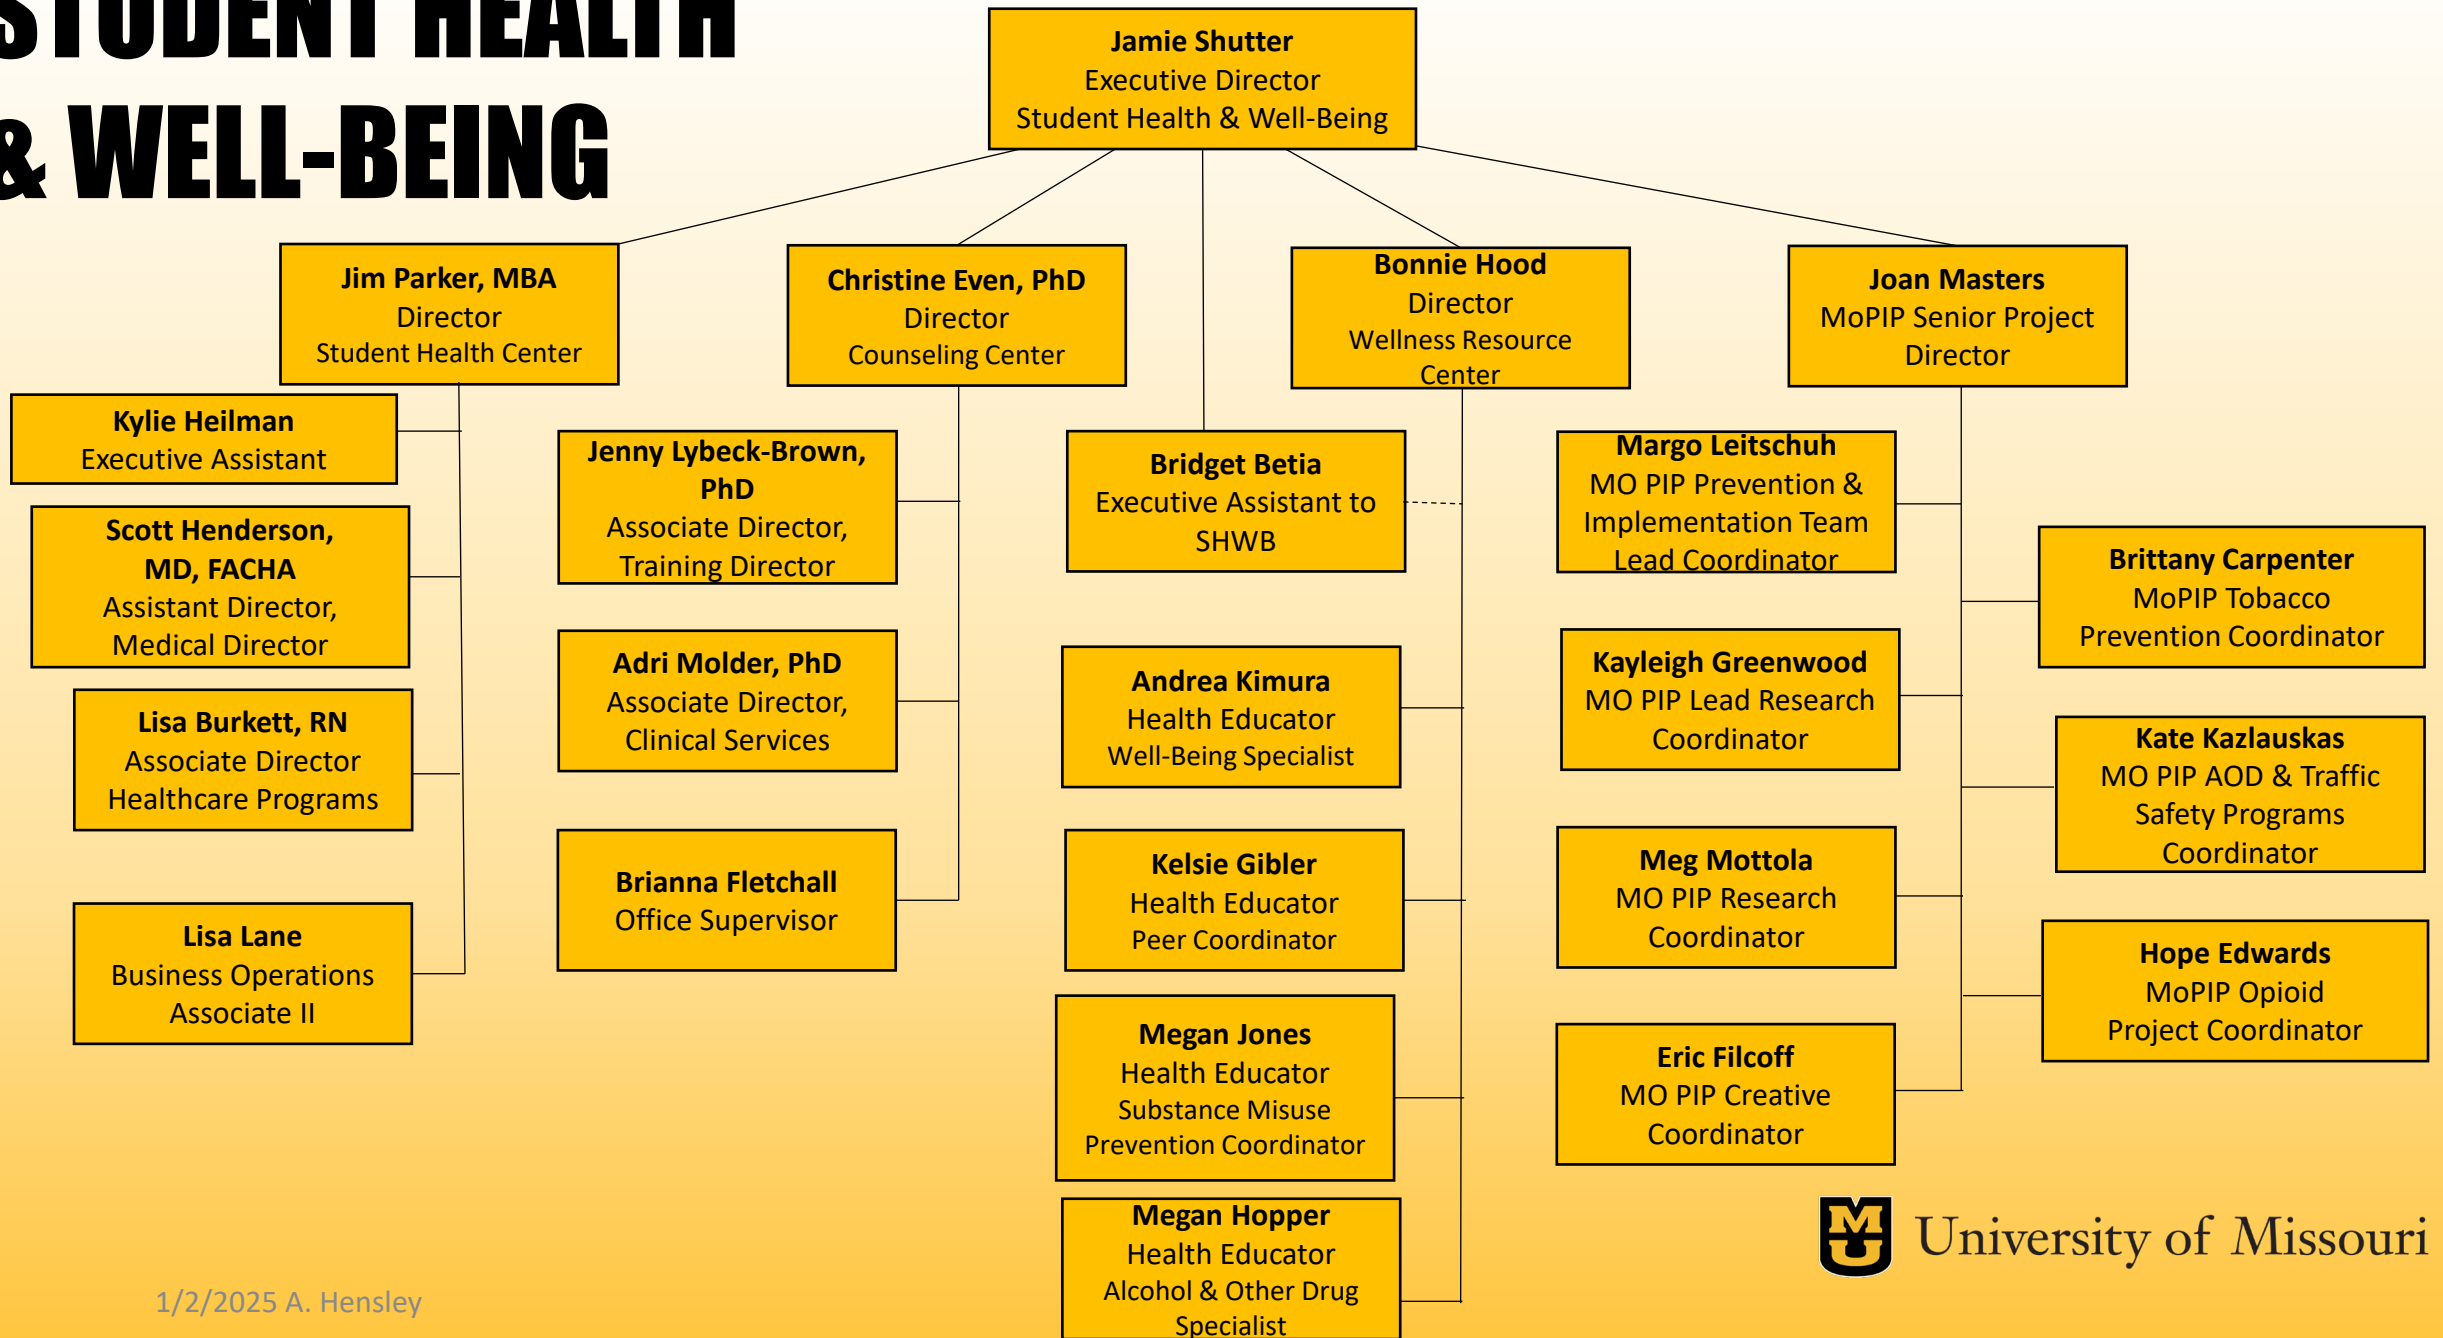 STUDENT HEALTH
& WELL-BEING
Jamie Shutter
Executive Director
Student Health & Well-Being
Jim Parker, MBA
Director
Student Health Center
Christine Even, PhD
Director
Counseling Center
Bonnie Hood
Director
Wellness Resource
Center
Joan Masters
MoPIP Senior Project
Director
Kylie Heilman
Executive Assistant
Scott Henderson,
MD, FACHA
Assistant Director,
Medical Director
Lisa Burkett, RN
Associate Director
Healthcare Programs
Lisa Lane
Business Operations
Associate II
Jenny Lybeck-Brown,
PhD
Associate Director,
Training Director
Adri Molder, PhD
Associate Director,
Clinical Services
Brianna Fletchall
Office Supervisor
Bridget Betia
Executive Assistant to
SHWB
Andrea Kimura
Health Educator
Well-Being Specialist
Kelsie Gibler
Health Educator
Peer Coordinator
Megan Jones
Health Educator
Substance Misuse
Prevention Coordinator
Megan Hopper
Health Educator
Alcohol & Other Drug
Specialist
Margo Leitschuh
MO PIP Prevention &
Implementation Team
Lead Coordinator
Kayleigh Greenwood
MO PIP Lead Research
Coordinator
Meg Mottola
MO PIP Research
Coordinator
Eric Filcoff
MO PIP Creative
Coordinator
Brittany Carpenter
MoPIP Tobacco
Prevention Coordinator
Kate Kazlauskas
MO PIP AOD & Traffic
Safety Programs
Coordinator
Hope Edwards
MoPIP Opioid
Project Coordinator
MU
University of Missouri
1/2/2025 A. Hensley